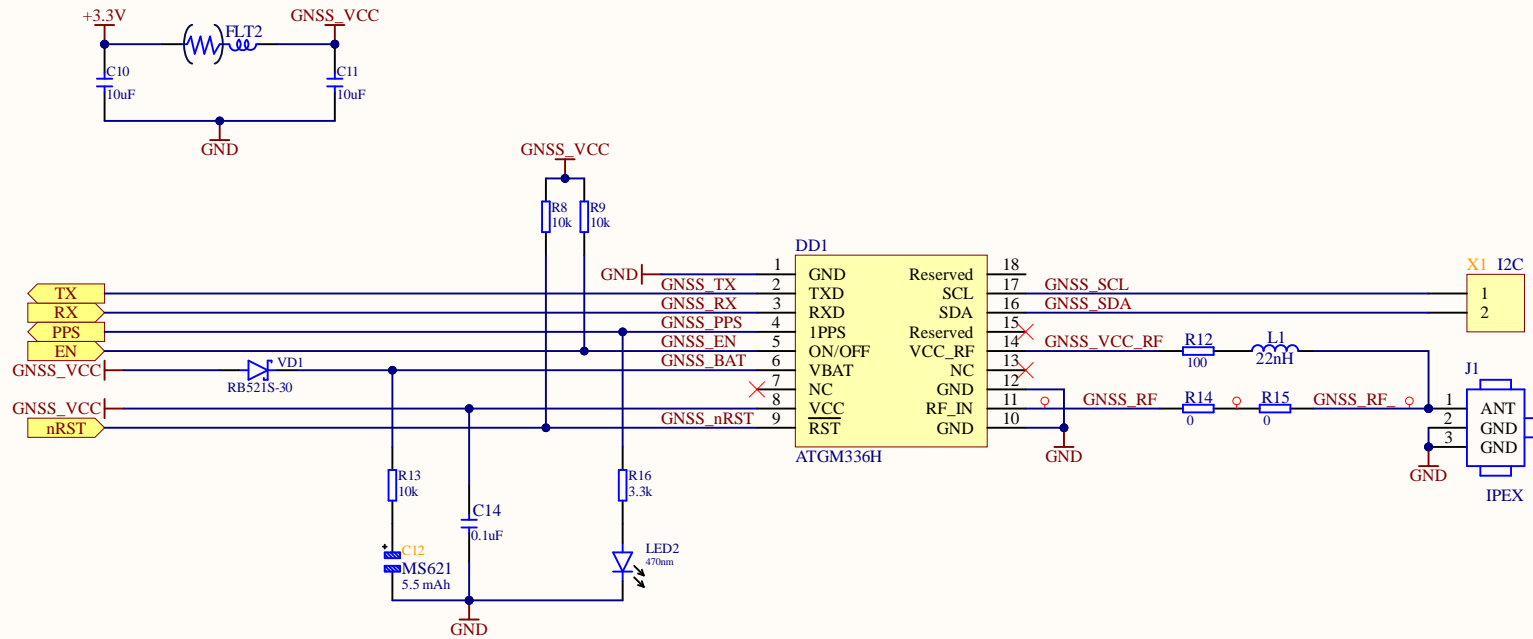 +3.3V
GNSS_VCC
FLT2
C10
10uF
C11
10uF
GND
GNSS_VCC
R8
10k
R9
10k
DD1
GND
1
GND
Reserved
18
X1 I2C
TX
GNSS_TX
2
TXD
SCL
17
GNSS_SCL
1
RX
GNSS_RX
3
RXD
SDA
16
GNSS_SDA
2
PPS
GNSS_PPS
4
1PPS
Reserved
15
EN
GNSS_EN
5
ON/OFF
VCC_RF
14
GNSS_VCC_RF
R12
100
L1
22nH
GNSS_VCC
VD1
RB521S-30
GNSS_BAT
6
VBAT
NC
13
7
NC
GND
12
J1
GNSS_VCC
8
VCC
RF_IN
11
GNSS_RF
R14
0
R15
0
GNSS_RF_
1
ANT
nRST
GNSS_nRST
9
RST
GND
10
2
GND
3
GND
ATGM336H
GND
GND
IPEX
R13
10k
R16
3.3k
C14
0.1uF
C12
+
MS621
5.5 mAh
LED2
470nm
GND